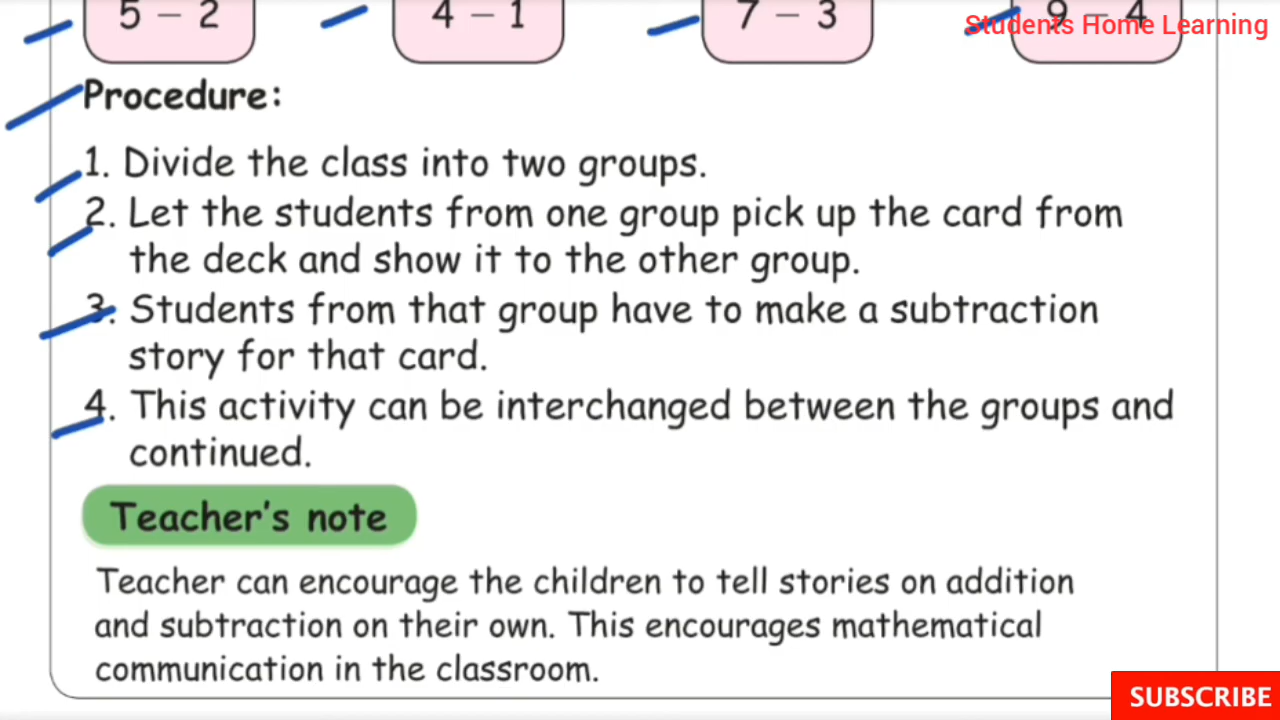 5 – 2 4 – 1 7 – 3 9 – 4
Students Home Learning
Procedure:
1. Divide the class into two groups.
2. Let the students from one group pick up the card from
the deck and show it to the other group.
3. Students from that group have to make a subtraction
story for that card.
4. This activity can be interchanged between the groups and
continued.
Teacher's note
Teacher can encourage the children to tell stories on addition
and subtraction on their own. This encourages mathematical
communication in the classroom.
SUBSCRIBE